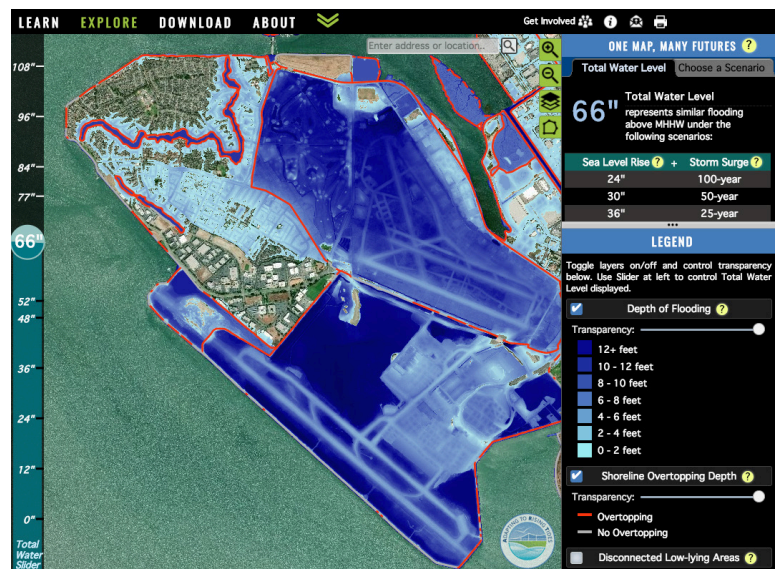 LEARN EXPLORE DOWNLOAD ABOUT Get Involved
Enter address or location..
108"
96"
84"
77"
66"
52"
48"
36"
24"
12"
0"
Total
Water
Slider
ADAPTING TO RISING TIDES
ONE MAP, MANY FUTURES ?
Total Water Level Choose a Scenario
66" Total Water Level
represents similar flooding
above MHHW under the
following scenarios:
Sea Level Rise ? + Storm Surge ?
24" 100-year
30" 50-year
36" 25-year
LEGEND
Toggle layers on/off and control transparency
below. Use Slider at left to control Total Water
Level displayed.
Depth of Flooding ?
Transparency:
12+ feet
10 - 12 feet
8 - 10 feet
6 - 8 feet
4 - 6 feet
2 - 4 feet
0 - 2 feet
Shoreline Overtopping Depth ?
Transparency:
Overtopping
No Overtopping
Disconnected Low-lying Areas ?